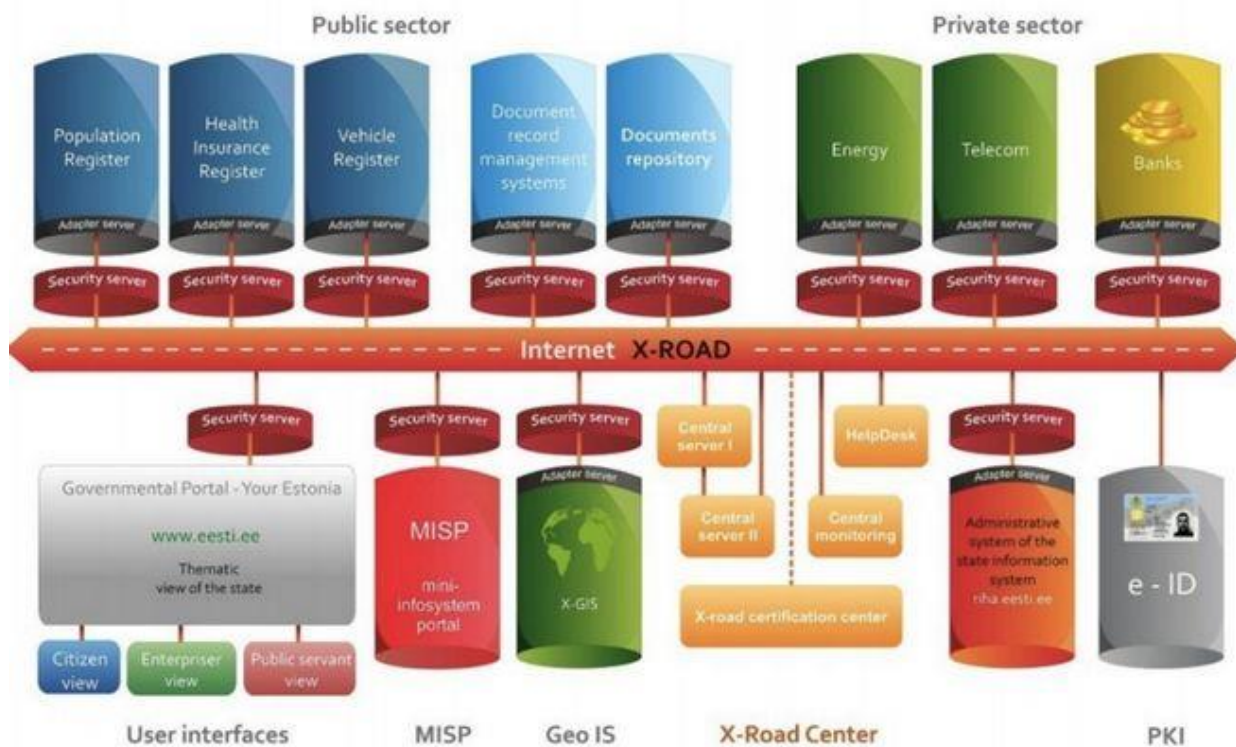 Public sector
Private sector
Population
Register
Health
Insurance
Register
Vehicle
Register
Document
record
management
systems
Documents
repository
Energy
Telecom
Banks
Adapter server
Adapter server
Adapter server
Adapter server
Adapter server
Adapter server
Adapter server
Adapter server
Security server
Security server
Security server
Security server
Security server
Security server
Security server
Security server
Internet X-ROAD
Security server
Security server
Security server
Central
server I
HelpDesk
Security server
Governmental Portal - Your Estonia
www.eesti.ee
Thematic
view of the state
MISP
mini-
infosystem
portal
Adapter server
X-GIS
Central
server II
Central
monitoring
X-road certification center
Adapter server
Administrative
system of the
state information
system
riha.eesti.ee
e - ID
Citizen
view
Enterpriser
view
Public servant
view
User interfaces
MISP
Geo IS
X-Road Center
PKI